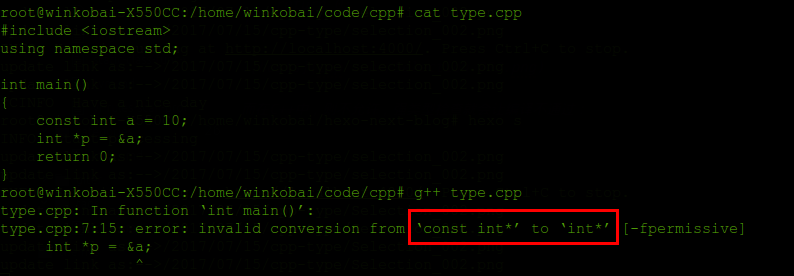 root@winkobai-X550CC:/home/winkobai/code/cpp# cat type.cpp
#include <iostream>
using namespace std;
int main()
{
    const int a = 10;
    int *p = &a;
    return 0;
}
root@winkobai-X550CC:/home/winkobai/code/cpp# g++ type.cpp
type.cpp: In function ‘int main()’:
type.cpp:7:15: error: invalid conversion from ‘const int*’ to ‘int*’ [-fpermissive]
     int *p = &a;
               ^